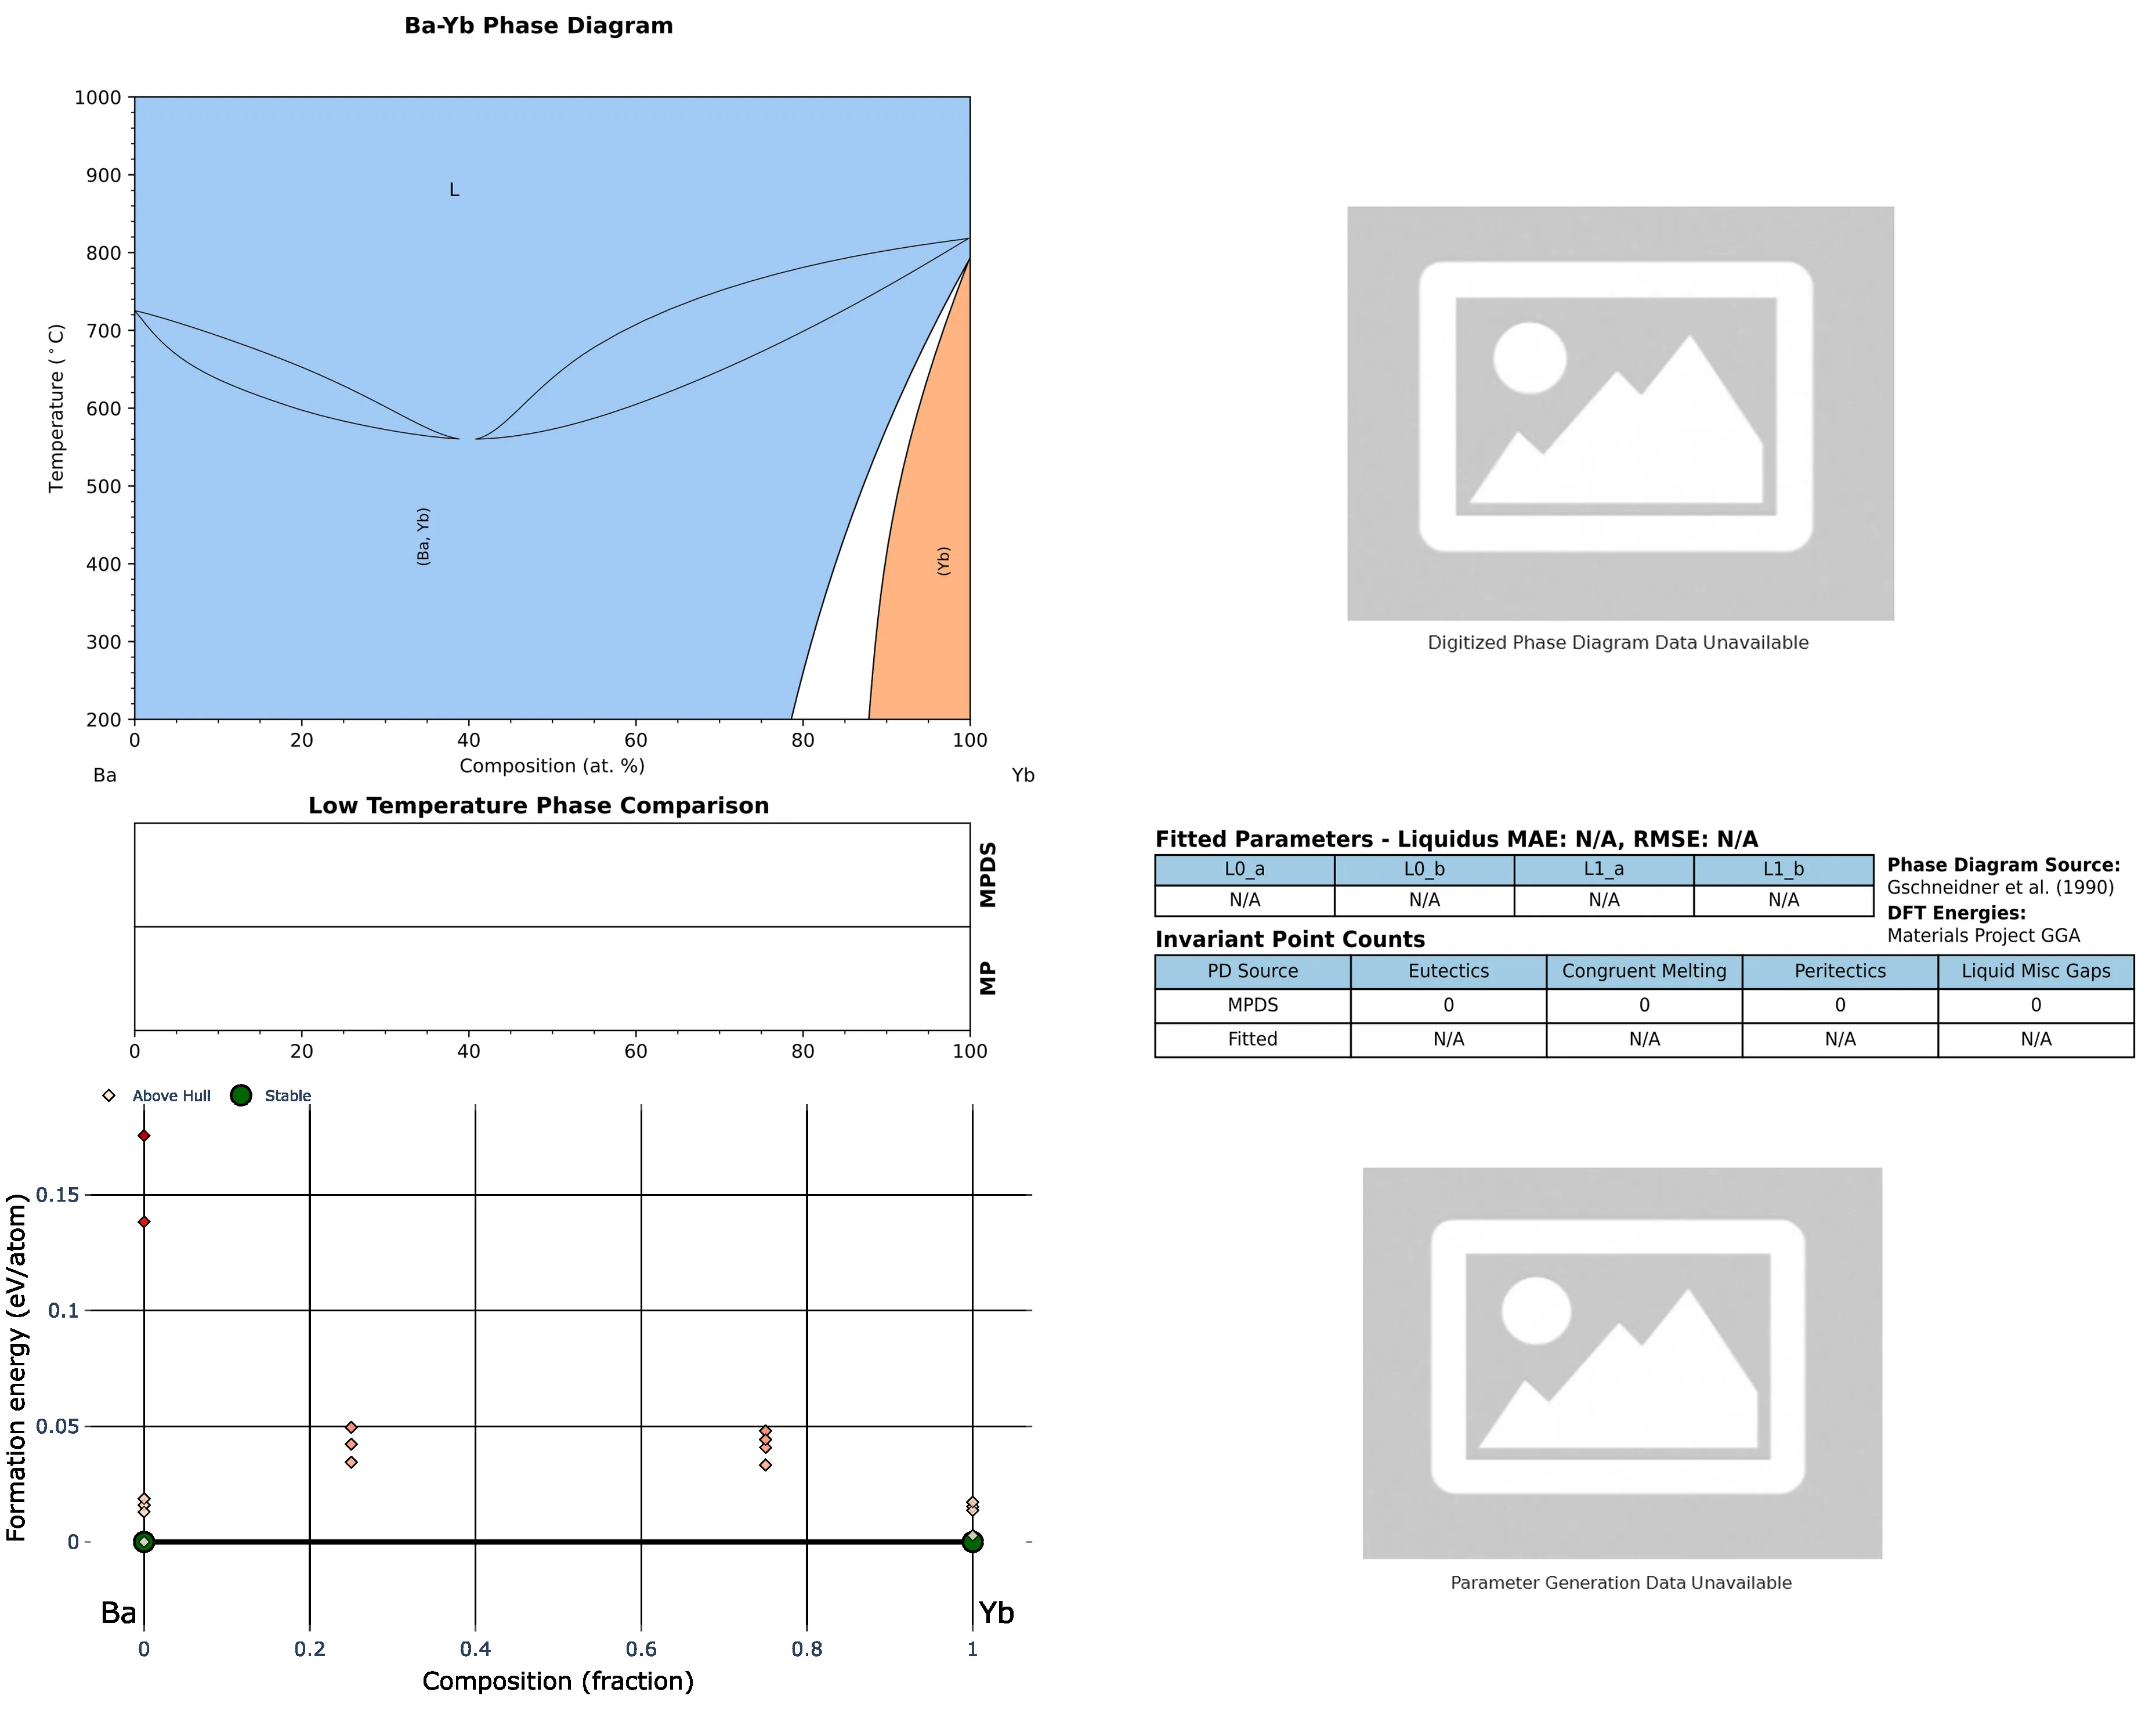 Ba-Yb Phase Diagram
1000
900
800
700
600
500
400
300
200
Temperature (°C)
L
(Ba, Yb)
(Yb)
0 20 40 60 80 100
Composition (at. %)
Ba Yb
Digitized Phase Diagram Data Unavailable
Low Temperature Phase Comparison
MPDS
MP
0 20 40 60 80 100
Fitted Parameters - Liquidus MAE: N/A, RMSE: N/A
L0_a L0_b L1_a L1_b
N/A N/A N/A N/A
Phase Diagram Source:
Gschneidner et al. (1990)
DFT Energies:
Materials Project GGA
Invariant Point Counts
PD Source Eutectics Congruent Melting Peritectics Liquid Misc Gaps
MPDS 0 0 0 0
Fitted N/A N/A N/A N/A
Above Hull Stable
0.15
0.1
0.05
0
Formation energy (eV/atom)
Ba Yb
0 0.2 0.4 0.6 0.8 1
Composition (fraction)
Parameter Generation Data Unavailable